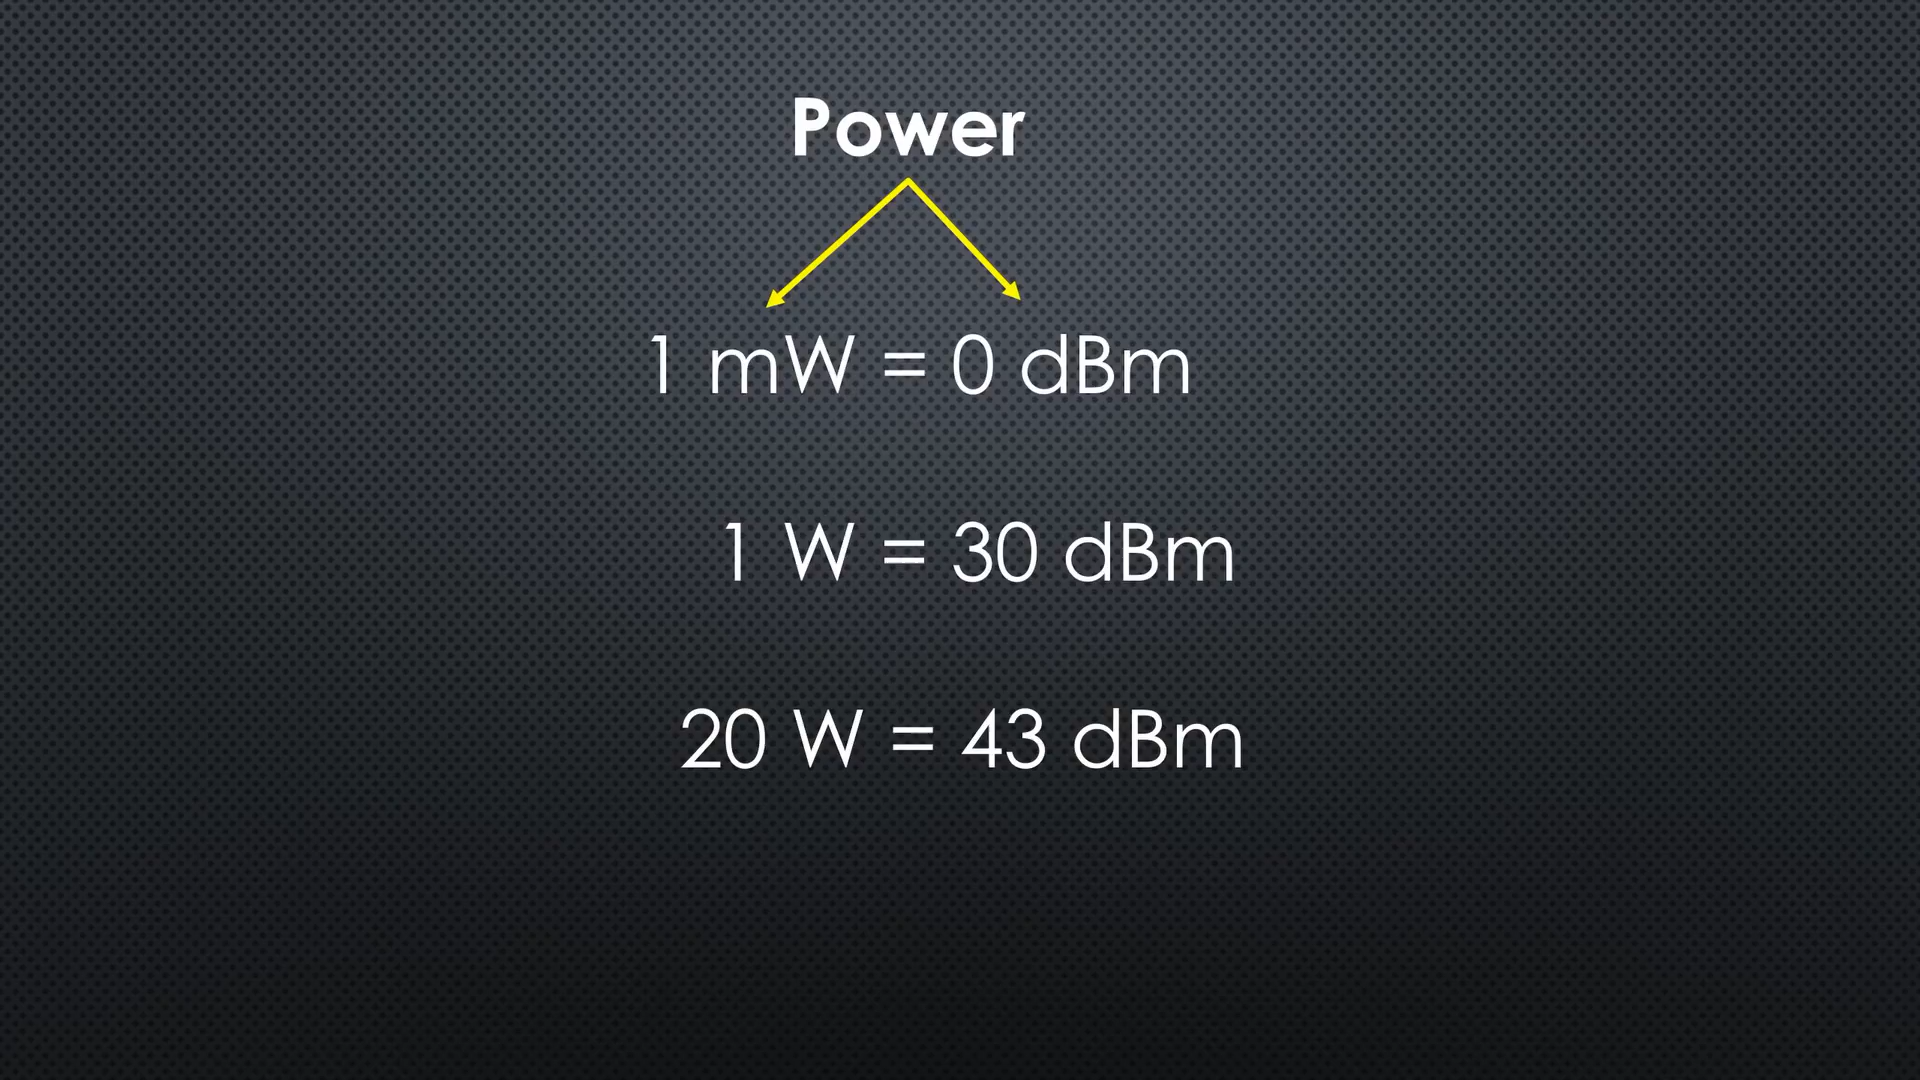 Power
1 mW = 0 dBm
1 W = 30 dBm
20 W = 43 dBm